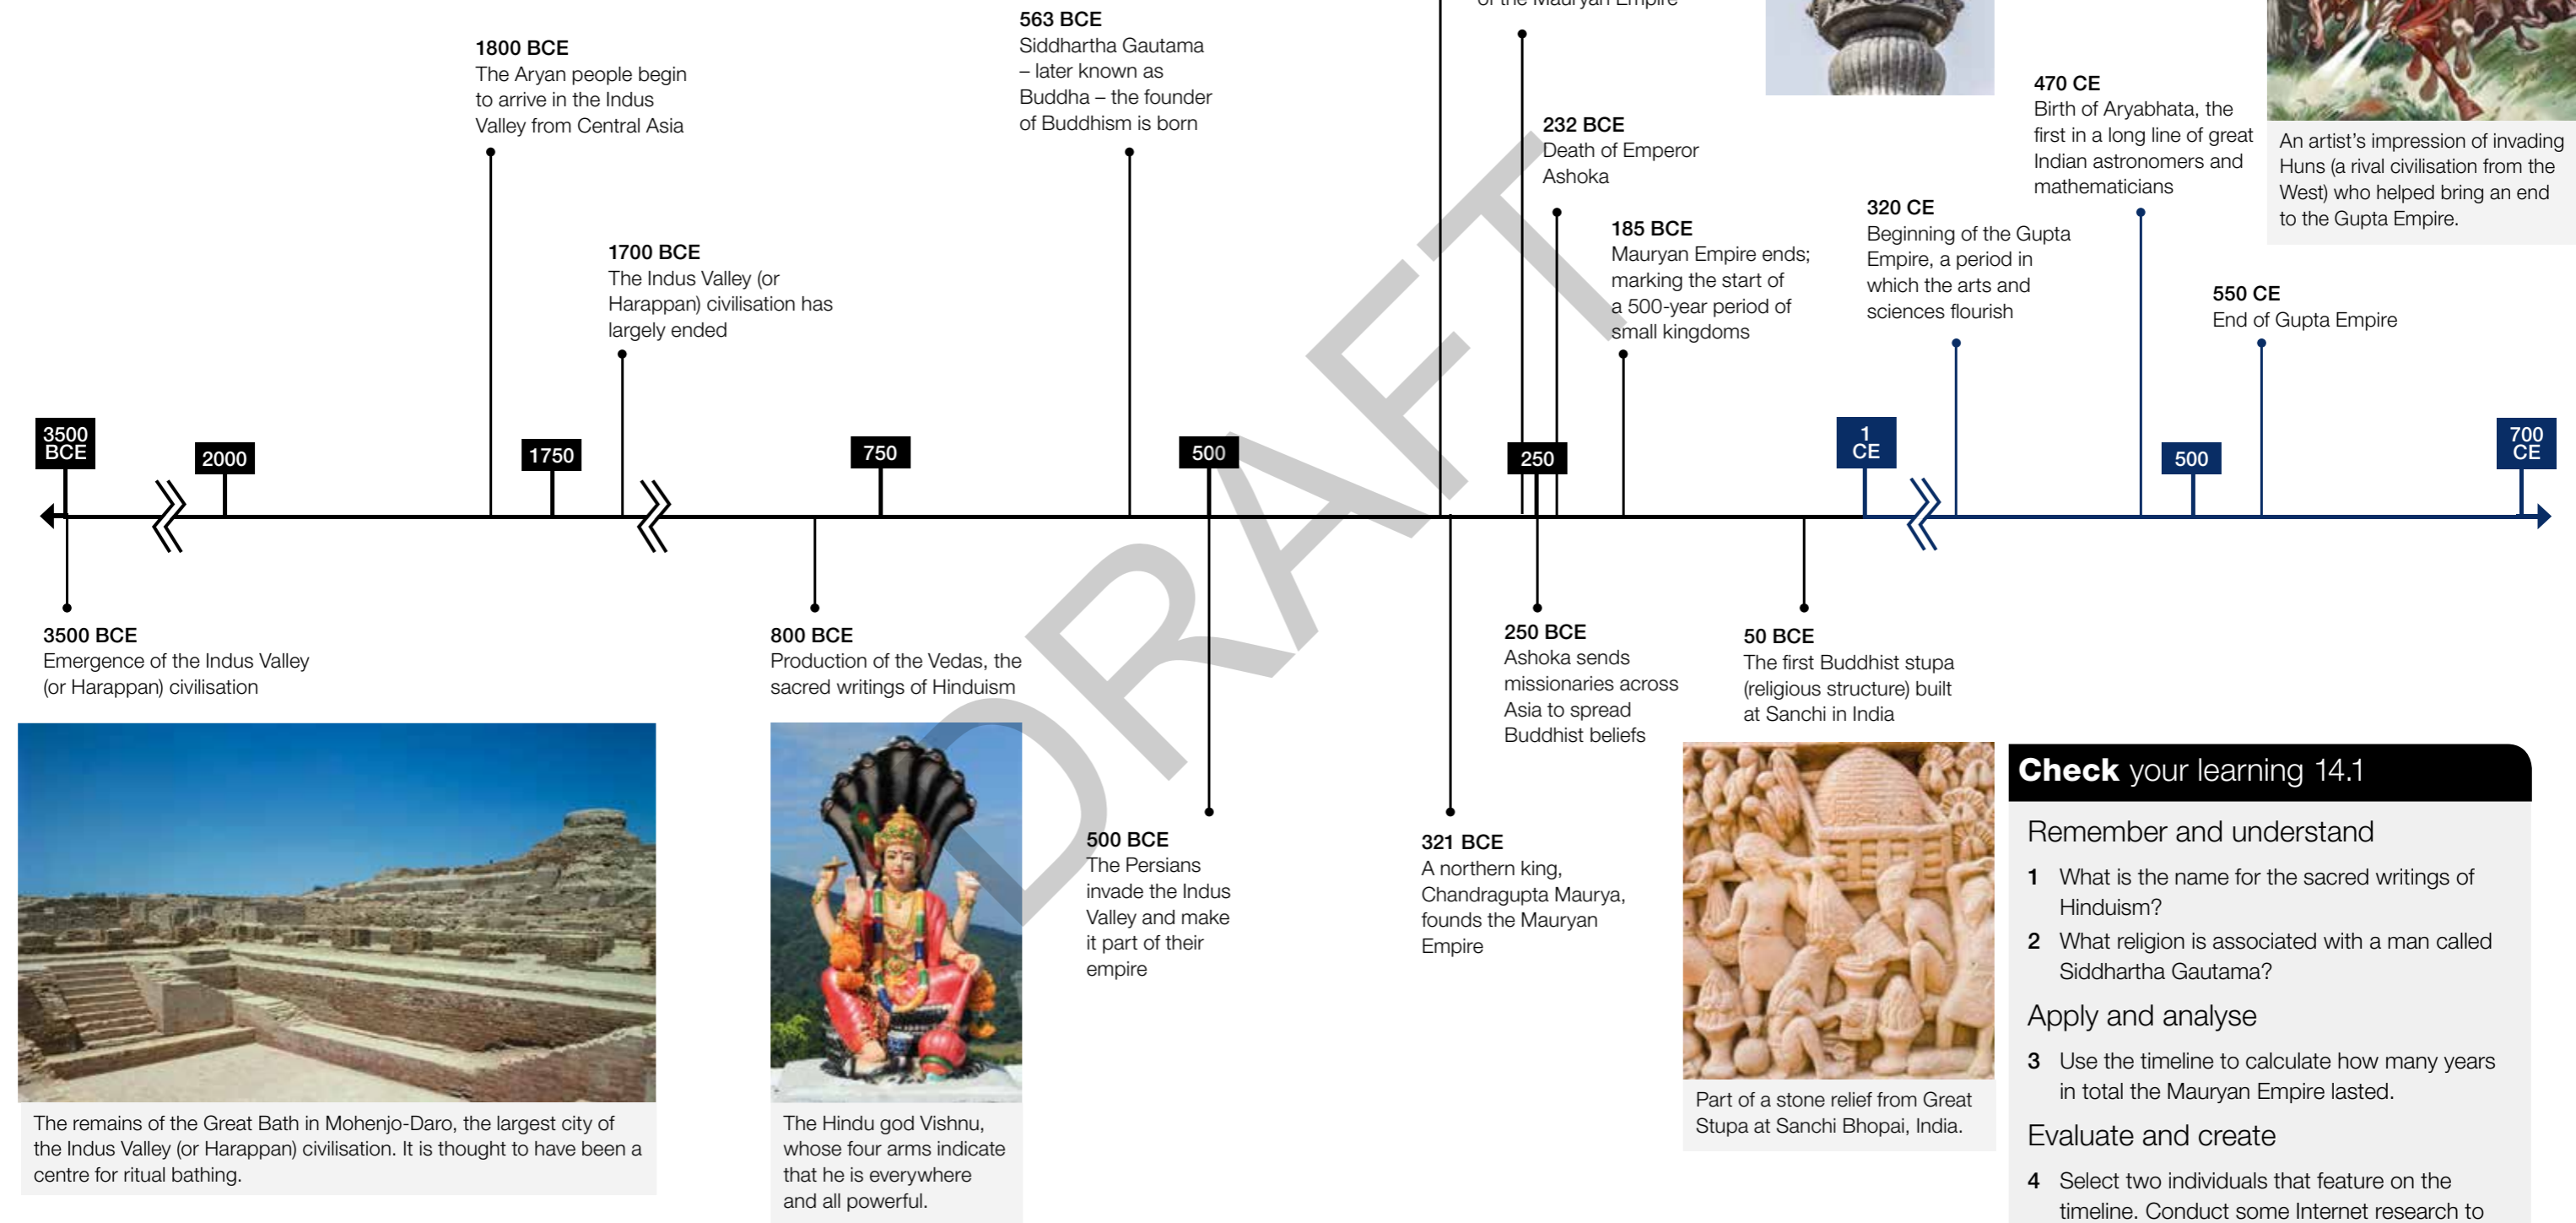 of the Mauryan Empire
1800 BCE
The Aryan people begin
to arrive in the Indus
Valley from Central Asia
1700 BCE
The Indus Valley (or
Harappan) civilisation has
largely ended
563 BCE
Siddhartha Gautama
– later known as
Buddha – the founder
of Buddhism is born
232 BCE
Death of Emperor
Ashoka
185 BCE
Mauryan Empire ends;
marking the start of
a 500-year period of
small kingdoms
320 CE
Beginning of the Gupta
Empire, a period in
which the arts and
sciences flourish
470 CE
Birth of Aryabhata, the
first in a long line of great
Indian astronomers and
mathematicians
550 CE
End of Gupta Empire
An artist's impression of invading
Huns (a rival civilisation from the
West) who helped bring an end
to the Gupta Empire.
3500
BCE
2000
1750
750
500
250
1
CE
500
700
CE
DRAFT
3500 BCE
Emergence of the Indus Valley
(or Harappan) civilisation
The remains of the Great Bath in Mohenjo-Daro, the largest city of
the Indus Valley (or Harappan) civilisation. It is thought to have been a
centre for ritual bathing.
800 BCE
Production of the Vedas, the
sacred writings of Hinduism
The Hindu god Vishnu,
whose four arms indicate
that he is everywhere
and all powerful.
500 BCE
The Persians
invade the Indus
Valley and make
it part of their
empire
321 BCE
A northern king,
Chandragupta Maurya,
founds the Mauryan
Empire
250 BCE
Ashoka sends
missionaries across
Asia to spread
Buddhist beliefs
50 BCE
The first Buddhist stupa
(religious structure) built
at Sanchi in India
Part of a stone relief from Great
Stupa at Sanchi Bhopai, India.
Check your learning 14.1
Remember and understand
1 What is the name for the sacred writings of
Hinduism?
2 What religion is associated with a man called
Siddhartha Gautama?
Apply and analyse
3 Use the timeline to calculate how many years
in total the Mauryan Empire lasted.
Evaluate and create
4 Select two individuals that feature on the
timeline. Conduct some Internet research to